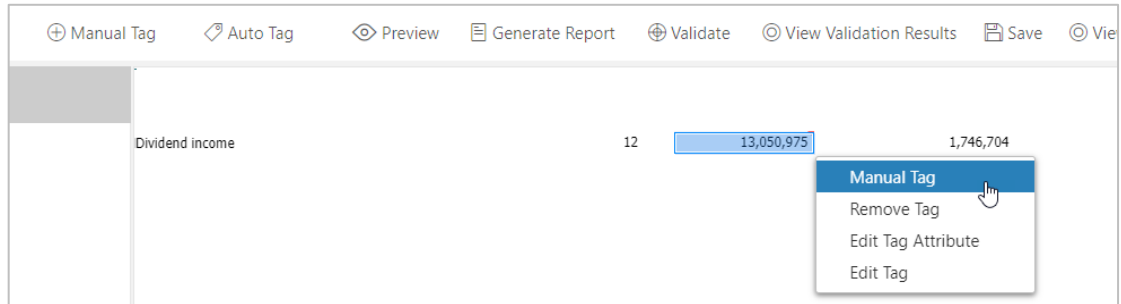 Manual Tag Auto Tag Preview Generate Report Validate View Validation Results Save Vie
Dividend income 12 13,050,975 1,746,704
Manual Tag
Remove Tag
Edit Tag Attribute
Edit Tag